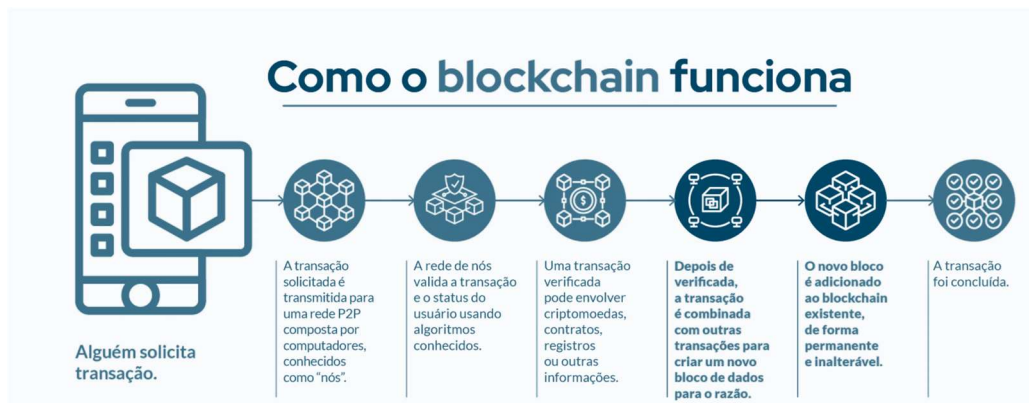 Como o blockchain funciona
Alguém solicita
transação.
A transação
solicitada é
transmitida para
uma rede P2P
composta por
computadores,
conhecidos
como “nós”.
A rede de nós
valida a transação
e o status do
usuário usando
algoritmos
conhecidos.
Uma transação
verificada
pode envolver
criptomoedas,
contratos,
registros
ou outras
informações.
Depois de
verificada,
a transação
é combinada
com outras
transações para
criar um novo
bloco de dados
para o razão.
O novo bloco
é adicionado
ao blockchain
existente,
de forma
permanente
e inalterável.
A transação
foi concluída.